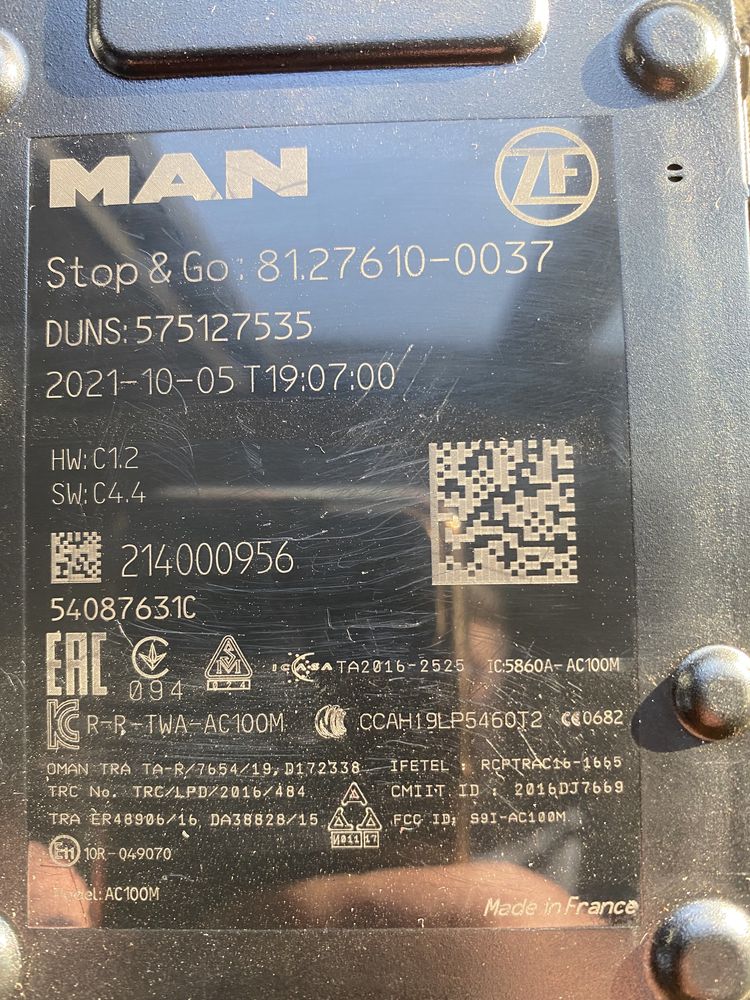 MAN
ZF
Stop & Go: 81.27610-0037
DUNS: 575127535
2021-10-05 T19:07:00
HW: C1.2
SW: C4.4
214000956
54087631C
EAC
094
ICASA TA2016-2525 IC:5860A-AC100M
R-R-TWA-AC100M CCAH19LP5460T2 CE0682
OMAN TRA TA-R/7654/19, D172338 IFETEL : RCPTRAC16-1665
TRC No. TRC/LPD/2016/484 CMIIT ID : 2016DJ7669
TRA ER48906/16 DA38828/15 FCC ID: S9I-AC100M
E11 10R-049070
Model: AC100M
Made in France